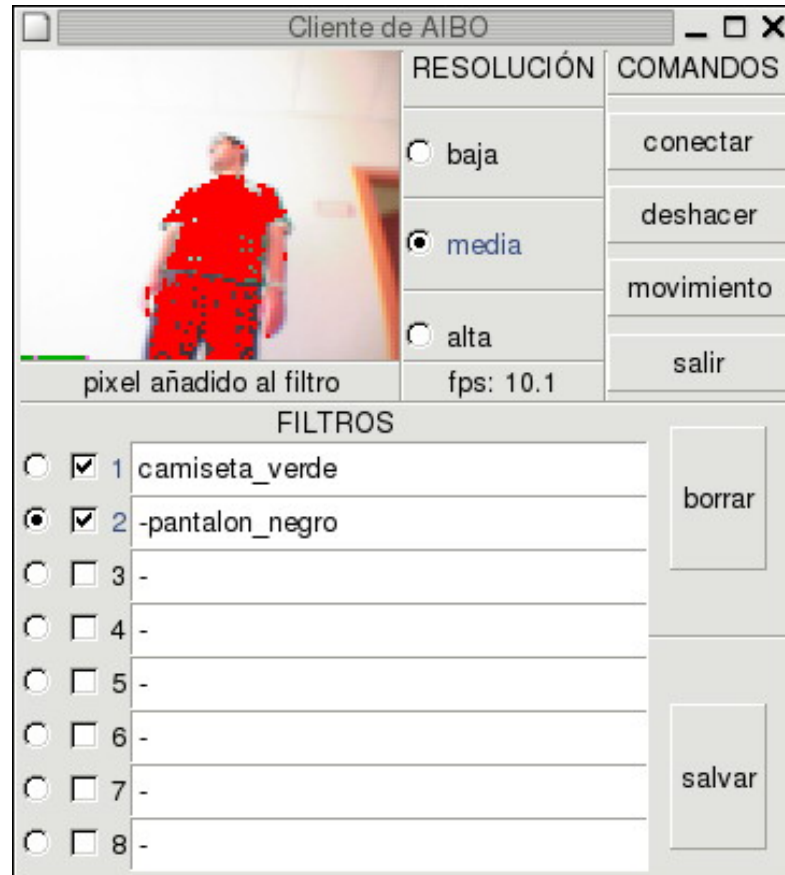 Cliente de AIBO
RESOLUCIÓN
baja
media
alta
fps: 10.1
COMANDOS
conectar
deshacer
movimiento
salir
pixel añadido al filtro
FILTROS
1 camiseta_verde
2 -pantalon_negro
3 -
4 -
5 -
6 -
7 -
8 -
borrar
salvar